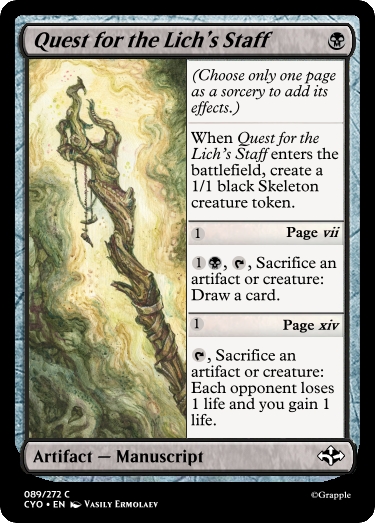 Quest for the Lich's Staff
(Choose only one page
as a sorcery to add its
effects.)
When Quest for the
Lich's Staff enters the
battlefield, create a
1/1 black Skeleton
creature token.
1 Page vii
1, , Sacrifice an
artifact or creature:
Draw a card.
1 Page xiv
, Sacrifice an
artifact or creature:
Each opponent loses
1 life and you gain 1
life.
Artifact — Manuscript
089/272 C
CYO • EN Vasily Ermolaev
©Grapple